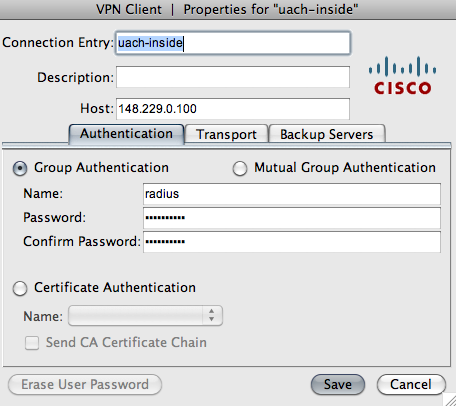 VPN Client | Properties for "uach-inside"
Connection Entry: uach-inside
Description:
CISCO
Host: 148.229.0.100
Authentication Transport Backup Servers
Group Authentication Mutual Group Authentication
Name: radius
Password: ••••••••••
Confirm Password: ••••••••••
Certificate Authentication
Name:
Send CA Certificate Chain
Erase User Password Save Cancel